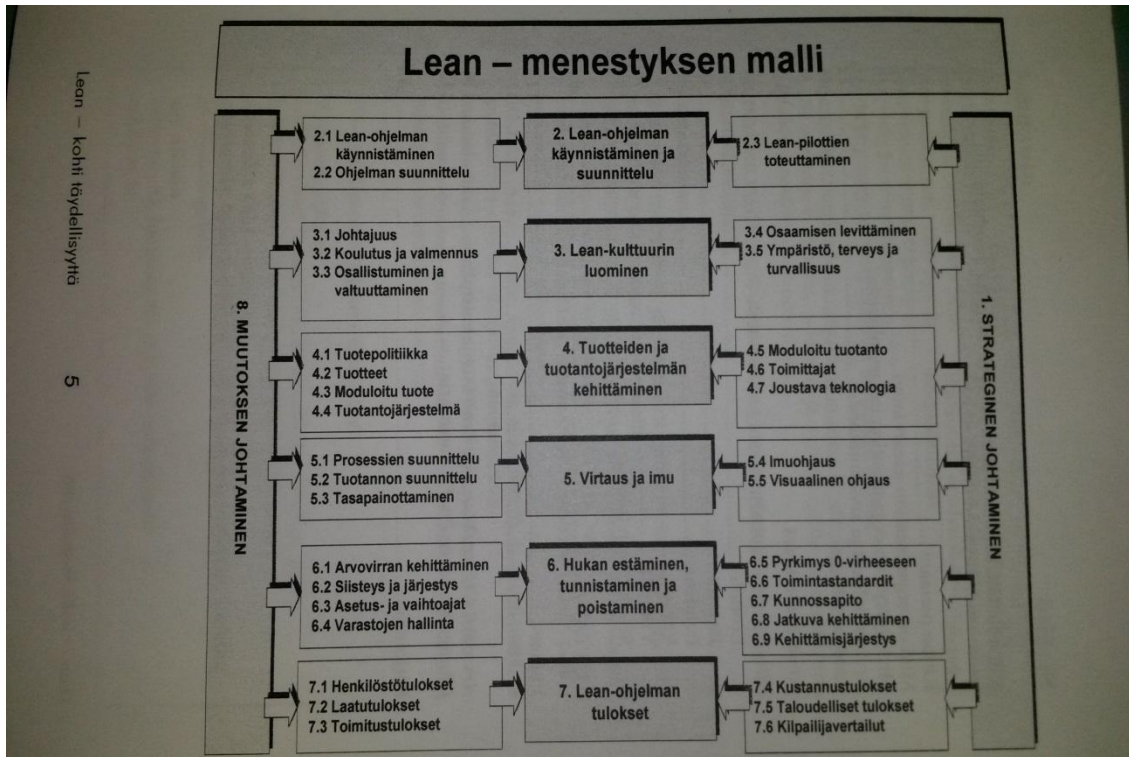 Lean – menestyksen malli
8. MUUTOKSEN JOHTAMINEN
2.1 Lean-ohjelman
käynnistäminen
2.2 Ohjelman suunnittelu
2. Lean-ohjelman
käynnistäminen ja
suunnittelu
2.3 Lean-pilottien
toteuttaminen
3.1 Johtajuus
3.2 Koulutus ja valmennus
3.3 Osallistuminen ja
valtuuttaminen
3. Lean-kulttuurin
luominen
3.4 Osaamisen levittäminen
3.5 Ympäristö, terveys ja
turvallisuus
4.1 Tuotepolitiikka
4.2 Tuotteet
4.3 Moduloitu tuote
4.4 Tuotantojärjestelmä
4. Tuotteiden ja
tuotantojärjestelmän
kehittäminen
4.5 Moduloitu tuotanto
4.6 Toimittajat
4.7 Joustava teknologia
5.1 Prosessien suunnittelu
5.2 Tuotannon suunnittelu
5.3 Tasapainottaminen
5. Virtaus ja imu
5.4 Imuohjaus
5.5 Visuaalinen ohjaus
6.1 Arvovirran kehittäminen
6.2 Siisteys ja järjestys
6.3 Asetus- ja vaihtoajat
6.4 Varastojen hallinta
6. Hukan estäminen,
tunnistaminen ja
poistaminen
6.5 Pyrkimys 0-virheeseen
6.6 Toimintastandardit
6.7 Kunnossapito
6.8 Jatkuva kehittäminen
6.9 Kehittämisjärjestys
7.1 Henkilöstötulokset
7.2 Laatutulokset
7.3 Toimitustulokset
7. Lean-ohjelman
tulokset
7.4 Kustannustulokset
7.5 Taloudelliset tulokset
7.6 Kilpailijavertailut
1. STRATEGINEN JOHTAMINEN
Lean – kohti täydellisyyttä 5